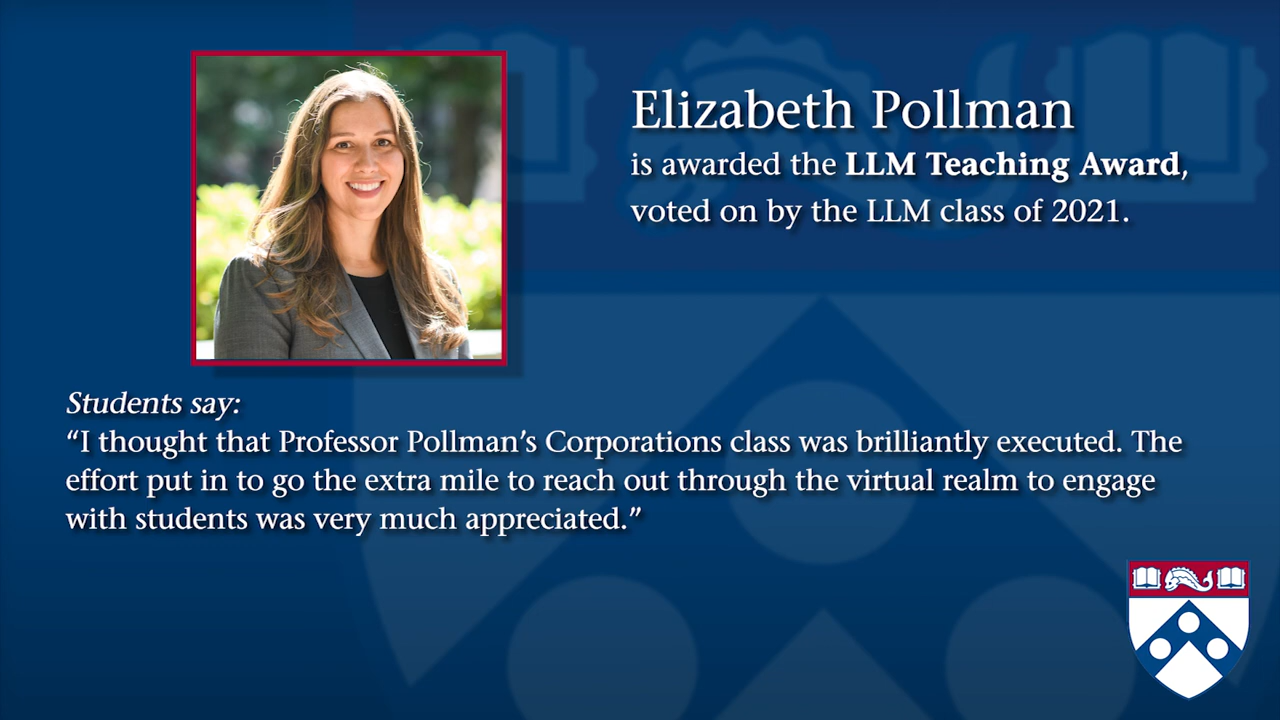 Elizabeth Pollman
is awarded the LLM Teaching Award,
voted on by the LLM class of 2021.
Students say:
“I thought that Professor Pollman’s Corporations class was brilliantly executed. The
effort put in to go the extra mile to reach out through the virtual realm to engage
with students was very much appreciated.”